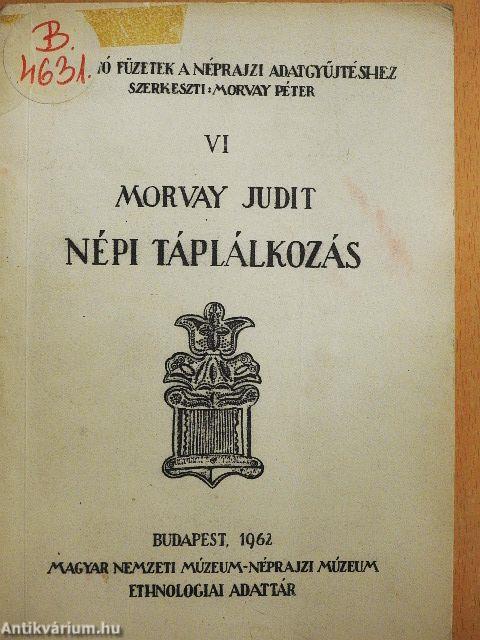 B.
4631.
Ó FÜZETEK A NÉPRAJZI ADATGYŰJTÉSHEZ
SZERKESZTI: MORVAY PÉTER
VI
MORVAY JUDIT
NÉPI TÁPLÁLKOZÁS
BUDAPEST, 1962
MAGYAR NEMZETI MÚZEUM-NÉPRAJZI MÚZEUM
ETHNOLOGIAI ADATTÁR
Antikvárium.hu